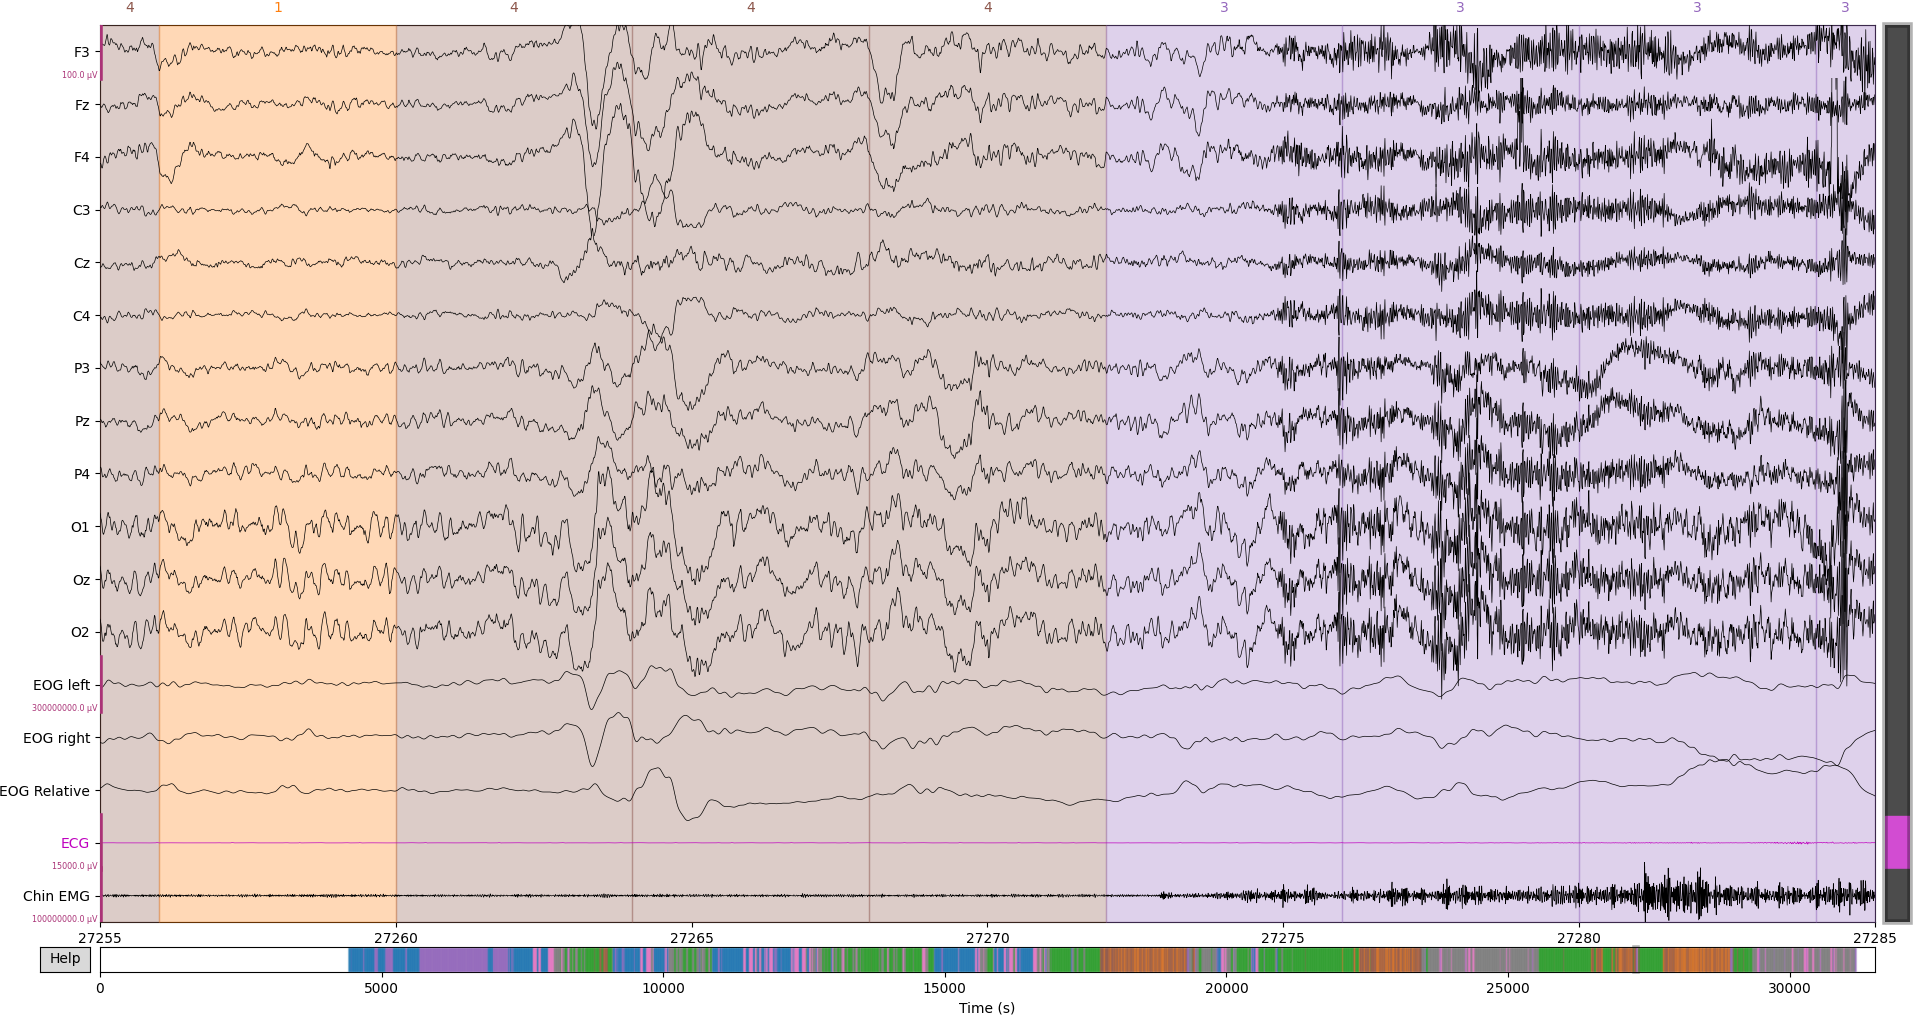 4 1 4 4 4 3 3 3 3
F3
100.0 µV
Fz
F4
C3
Cz
C4
P3
Pz
P4
O1
Oz
O2
EOG left
300000000.0 µV
EOG right
EOG Relative
ECG
15000.0 µV
Chin EMG
100000000.0 µV
27255 27260 27265 27270 27275 27280 27285
Help
0 5000 10000 15000 20000 25000 30000
Time (s)